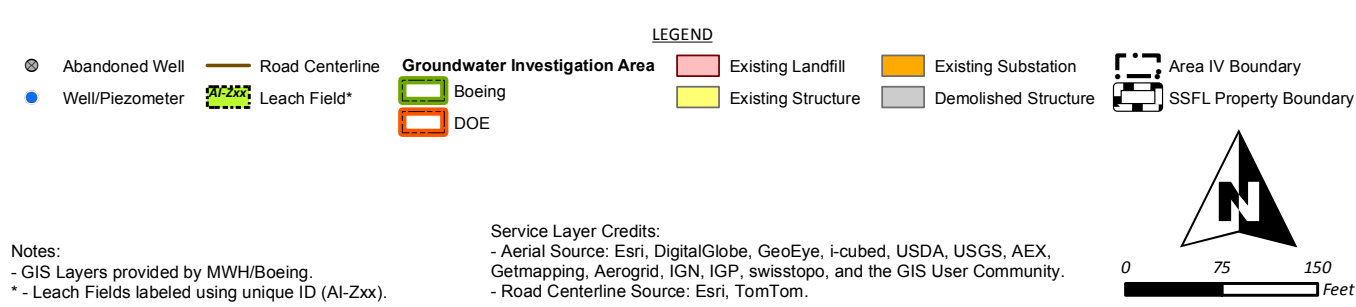 LEGEND
Abandoned Well
Road Centerline
Groundwater Investigation Area
Existing Landfill
Existing Substation
Area IV Boundary
Well/Piezometer
AI-Zxx
Leach Field*
Boeing
Existing Structure
Demolished Structure
SSFL Property Boundary
DOE
N
Notes:
- GIS Layers provided by MWH/Boeing.
* - Leach Fields labeled using unique ID (AI-Zxx).
Service Layer Credits:
- Aerial Source: Esri, DigitalGlobe, GeoEye, i-cubed, USDA, USGS, AEX,
Getmapping, Aerogrid, IGN, IGP, swisstopo, and the GIS User Community.
- Road Centerline Source: Esri, TomTom.
0 75 150
Feet